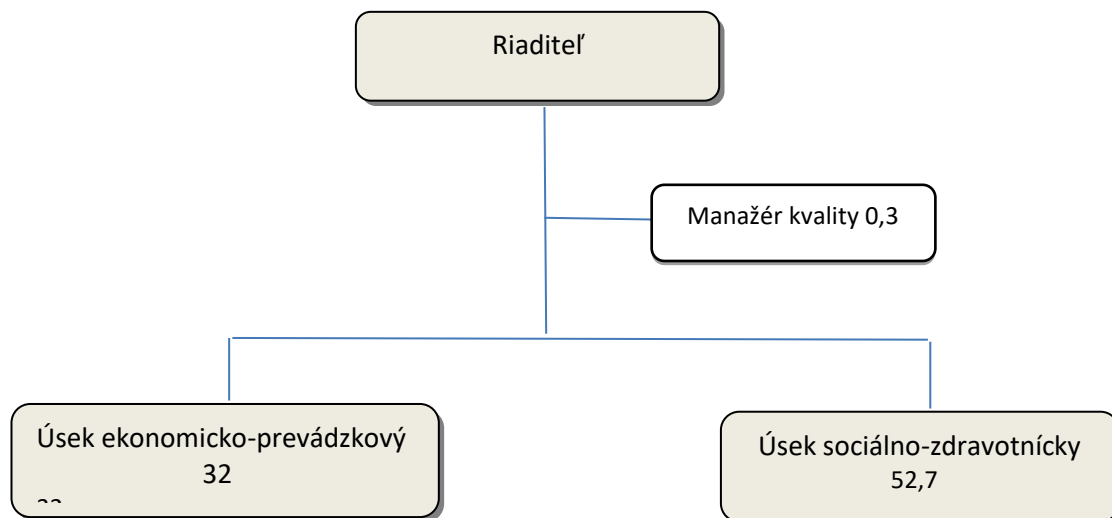 Riaditeľ
Manažér kvality 0,3
Úsek ekonomicko-prevádzkový
32
Úsek sociálno-zdravotnícky
52,7